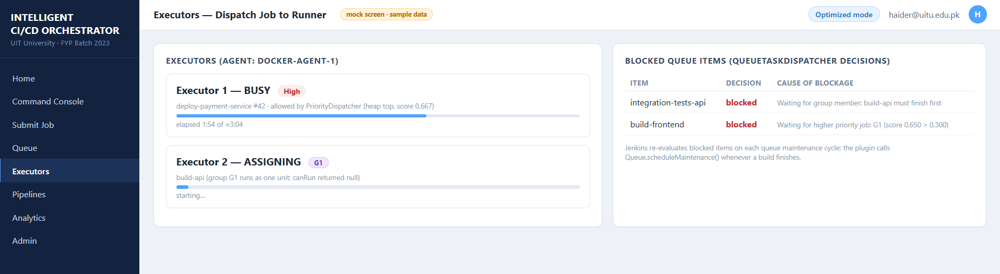 INTELLIGENT
CI/CD ORCHESTRATOR
UIT University · FYP Batch 2023
Home
Command Console
Submit Job
Queue
Executors
Pipelines
Analytics
Admin
Executors — Dispatch Job to Runner
mock screen · sample data
Optimized mode
haider@uitu.edu.pk
H
EXECUTORS (AGENT: DOCKER-AGENT-1)
Executor 1 — BUSY High
deploy-payment-service #42 · allowed by PriorityDispatcher (heap top, score 0.667)
elapsed 1:54 of ≈3:04
Executor 2 — ASSIGNING G1
build-api (group G1 runs as one unit; canRun returned null)
starting...
BLOCKED QUEUE ITEMS (QUEUETASKDISPATCHER DECISIONS)
ITEM DECISION CAUSE OF BLOCKAGE
integration-tests-api blocked Waiting for group member: build-api must finish first
build-frontend blocked Waiting for higher priority job: G1 (score 0.650 > 0.300)
Jenkins re-evaluates blocked items on each queue maintenance cycle; the plugin calls
Queue.scheduleMaintenance() whenever a build finishes.